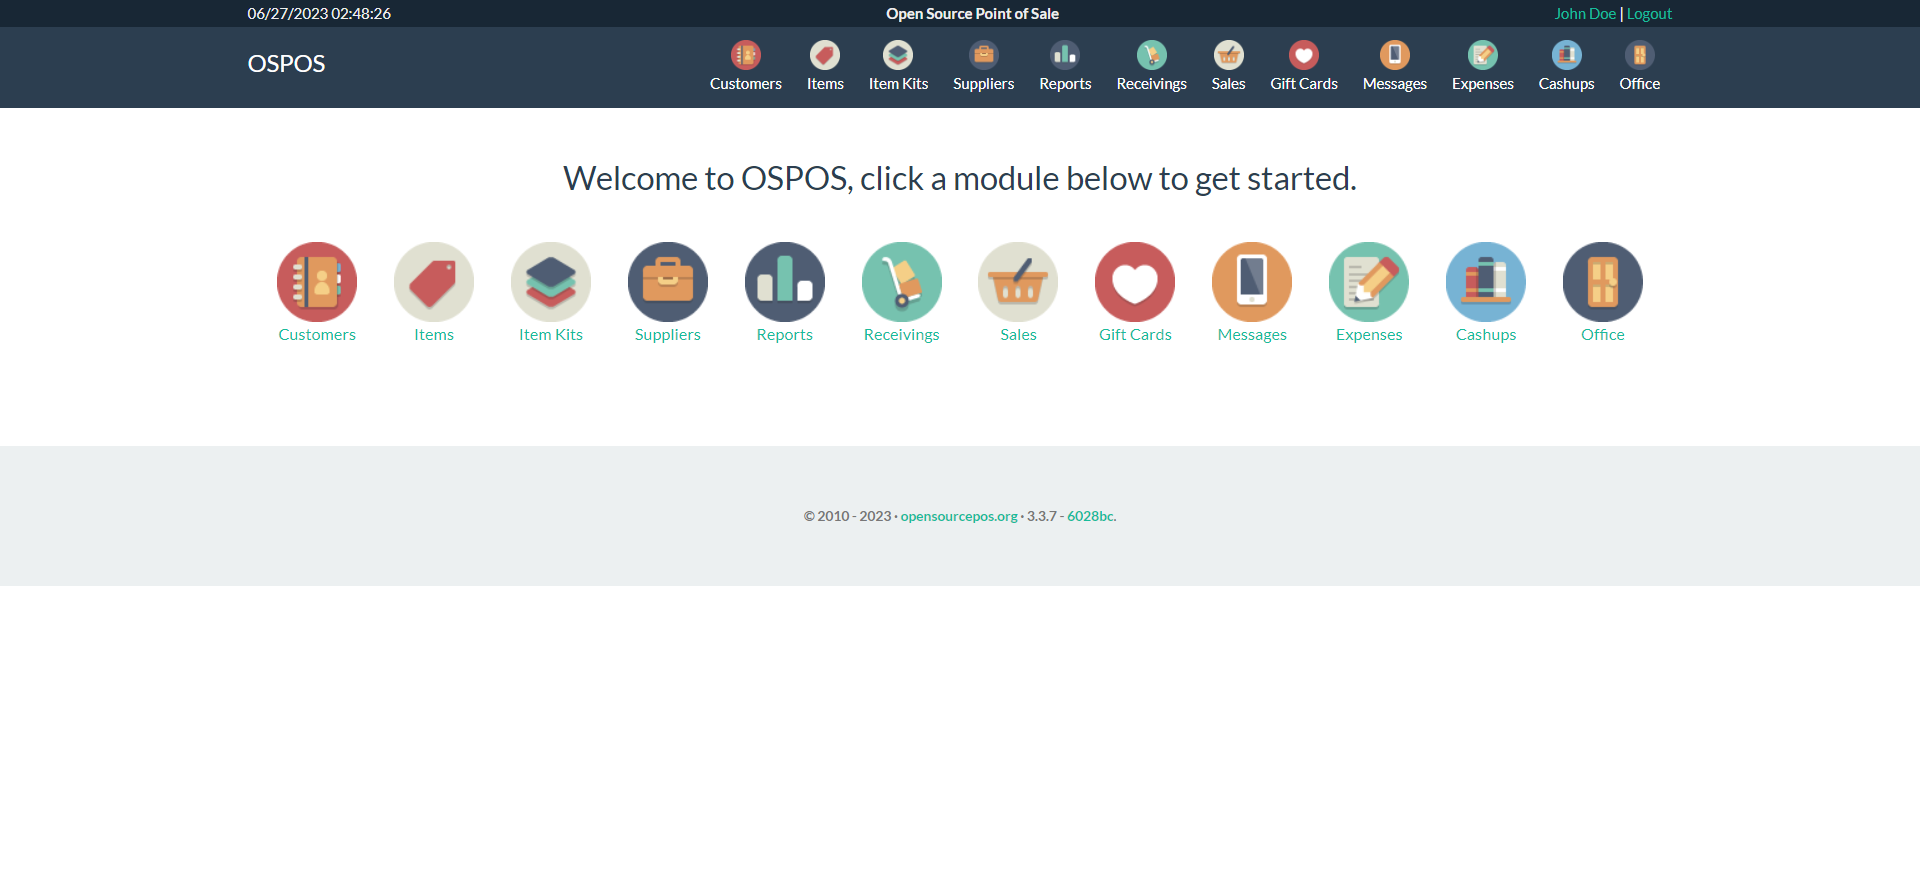 06/27/2023 02:48:26 Open Source Point of Sale John Doe | Logout
OSPOS
Customers Items Item Kits Suppliers Reports Receivings Sales Gift Cards Messages Expenses Cashups Office
Welcome to OSPOS, click a module below to get started.
Customers Items Item Kits Suppliers Reports Receivings Sales Gift Cards Messages Expenses Cashups Office
© 2010 - 2023 · opensourcepos.org · 3.3.7 - 6028bc.